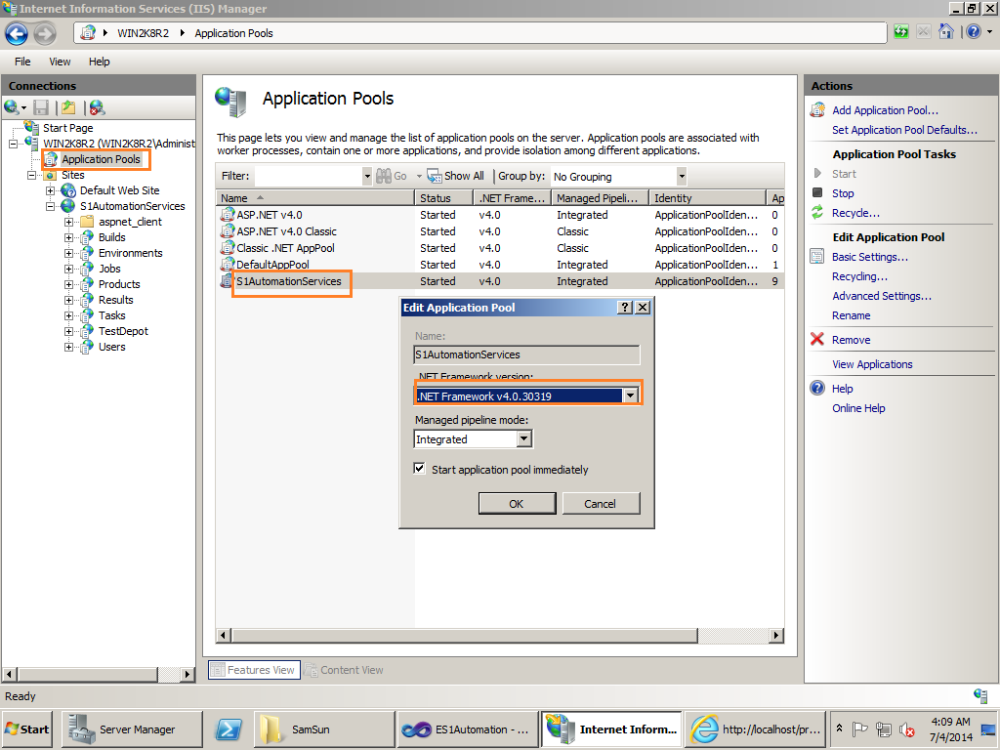 Internet Information Services (IIS) Manager
WIN2K8R2 Application Pools
File View Help
Connections
Start Page
WIN2K8R2 (WIN2K8R2\Administ
Application Pools
Sites
Default Web Site
S1AutomationServices
aspnet_client
Builds
Environments
Jobs
Products
Results
Tasks
TestDepot
Users
Application Pools
This page lets you view and manage the list of application pools on the server. Application pools are associated with
worker processes, contain one or more applications, and provide isolation among different applications.
Filter: Go Show All Group by: No Grouping
Name Status .NET Frame... Managed Pipeli... Identity Ap
ASP.NET v4.0 Started v4.0 Integrated ApplicationPoolIden... 0
ASP.NET v4.0 Classic Started v4.0 Classic ApplicationPoolIden... 0
Classic .NET AppPool Started v4.0 Classic ApplicationPoolIden... 0
DefaultAppPool Started v4.0 Integrated ApplicationPoolIden... 1
S1AutomationServices Started v4.0 Integrated ApplicationPoolIden... 9
Edit Application Pool
Name:
S1AutomationServices
.NET Framework version:
.NET Framework v4.0.30319
Managed pipeline mode:
Integrated
Start application pool immediately
OK Cancel
Features View Content View
Actions
Add Application Pool...
Set Application Pool Defaults...
Application Pool Tasks
Start
Stop
Recycle...
Edit Application Pool
Basic Settings...
Recycling...
Advanced Settings...
Rename
Remove
View Applications
Help
Online Help
Ready
Start Server Manager SamSun ES1Automation - ... Internet Inform... http://localhost/pr... 4:09 AM
7/4/2014